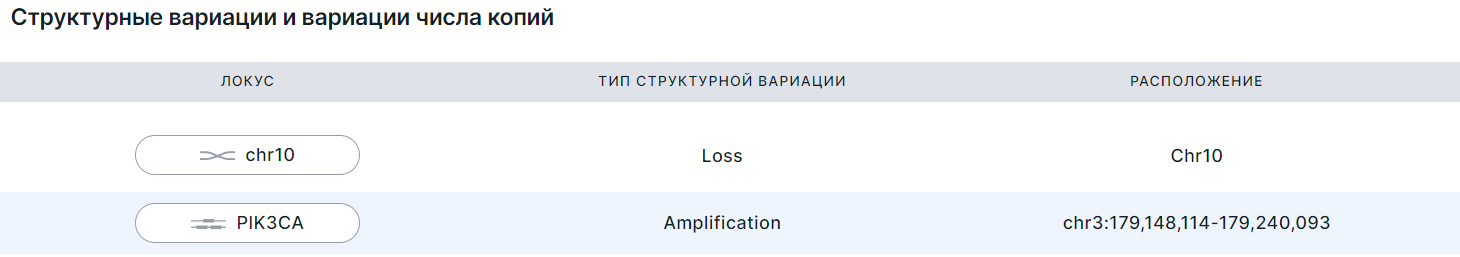 Структурные вариации и вариации числа копий
ЛОКУС ТИП СТРУКТУРНОЙ ВАРИАЦИИ РАСПОЛОЖЕНИЕ
chr10 Loss Chr10
PIK3CA Amplification chr3:179,148,114-179,240,093